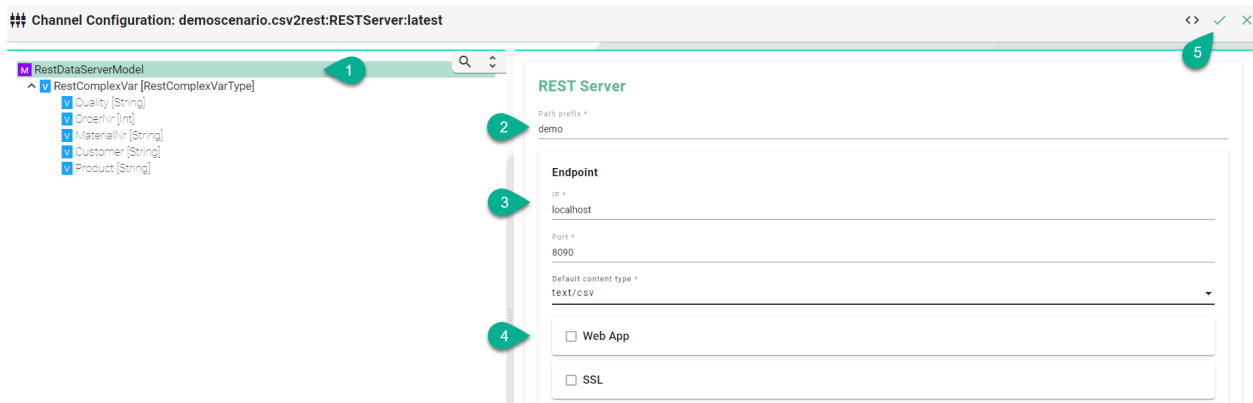 Channel Configuration: demoscenario.csv2rest:RESTServer:latest
<>
5
M RestDataServerModel
1
V RestComplexVar [RestComplexVarType]
V Quality [String]
V OrderNr [Int]
V MaterialNr [String]
V Customer [String]
V Product [String]
REST Server
Path prefix *
2
demo
Endpoint
IP *
3
localhost
Port *
8090
Default content type *
text/csv
4
Web App
SSL